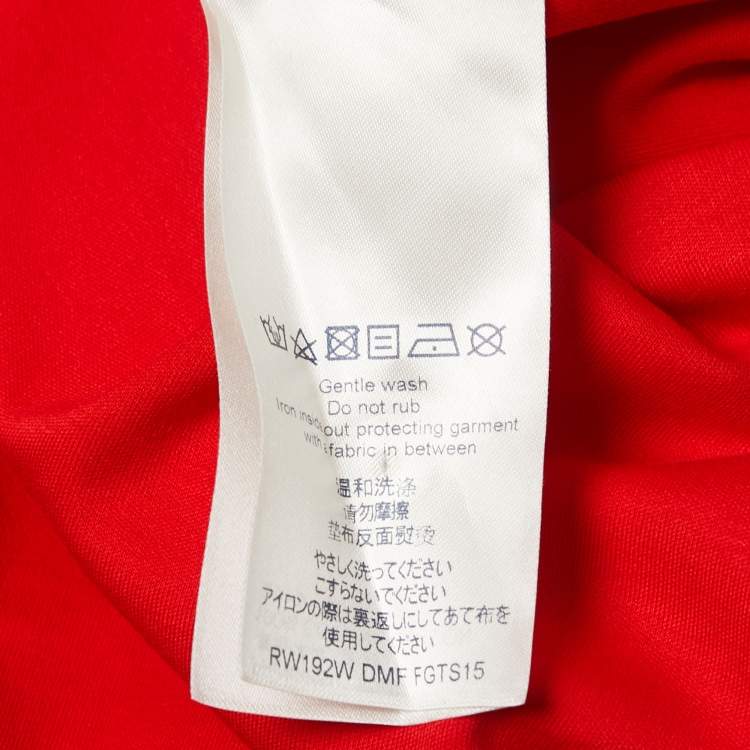 Gentle wash
Do not rub
Iron inside out protecting garment
with a fabric in between
温和洗涤
请勿摩擦
垫布反面熨烫
やさしく洗ってください
こすらないでください
アイロンの際は裏返しにしてあて布を
使用してください
RW192W DMF FGTS15